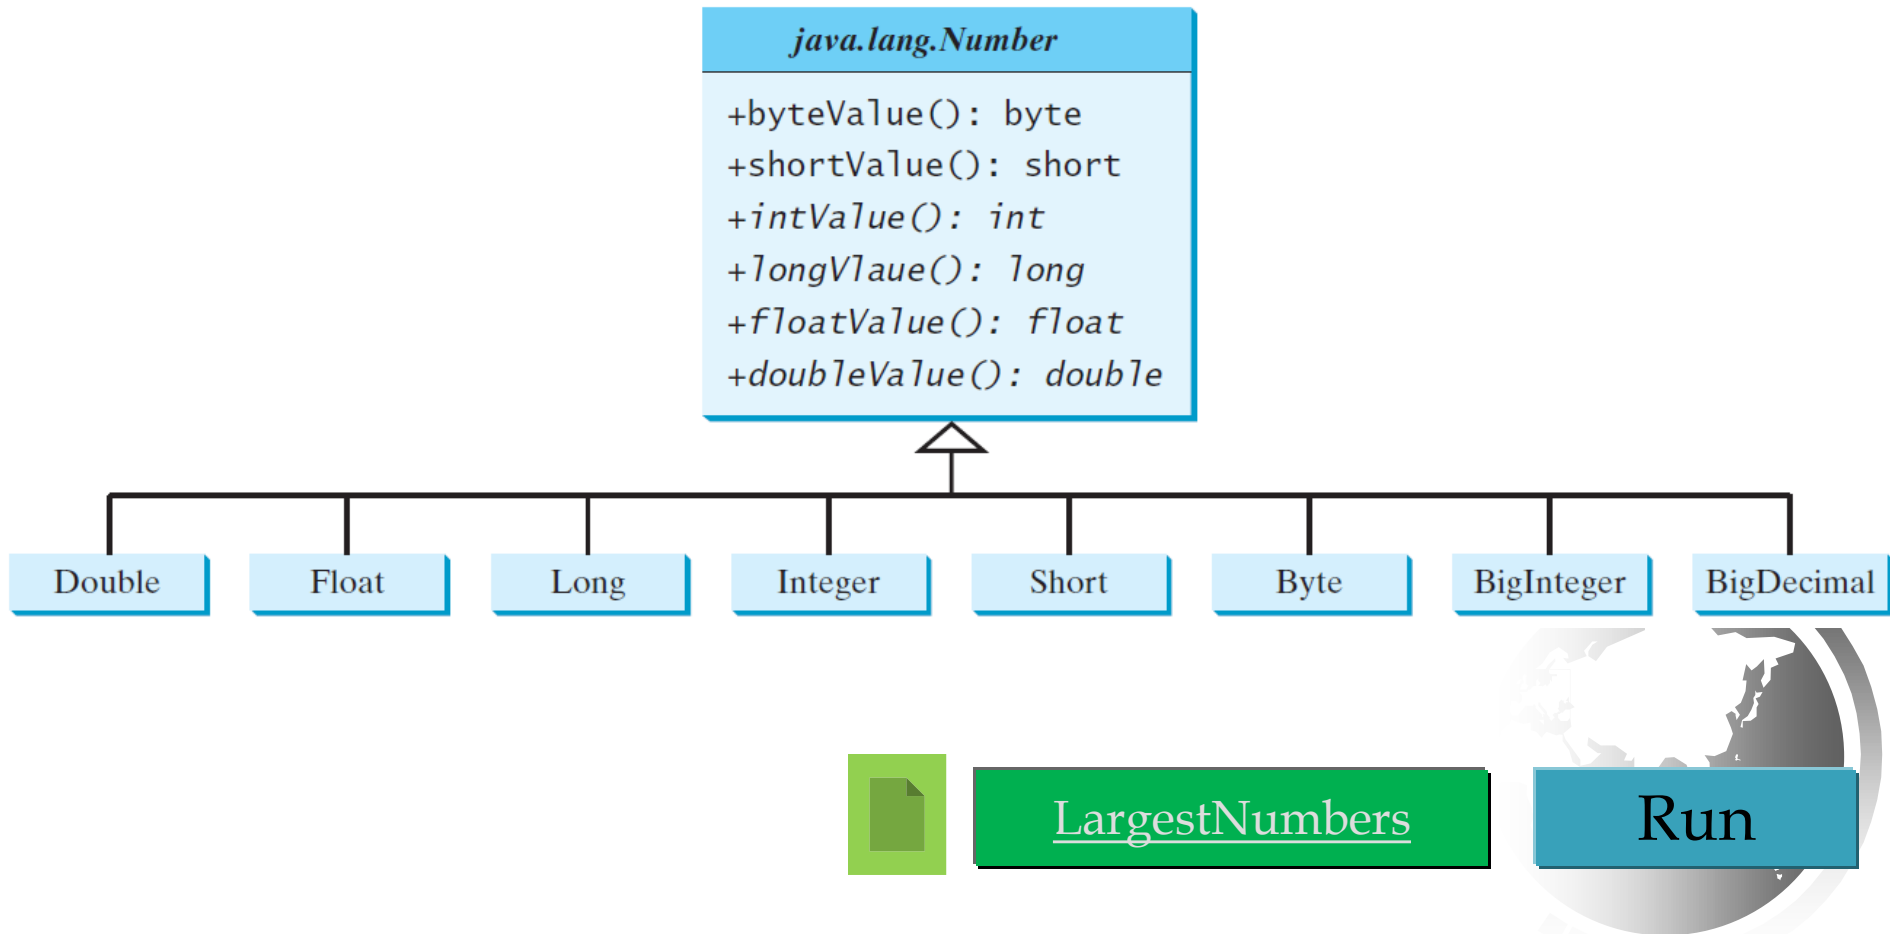 java.lang.Number
+byteValue(): byte
+shortValue(): short
+intValue(): int
+longVlaue(): long
+floatValue(): float
+doubleValue(): double
Double Float Long Integer Short Byte BigInteger BigDecimal
LargestNumbers Run